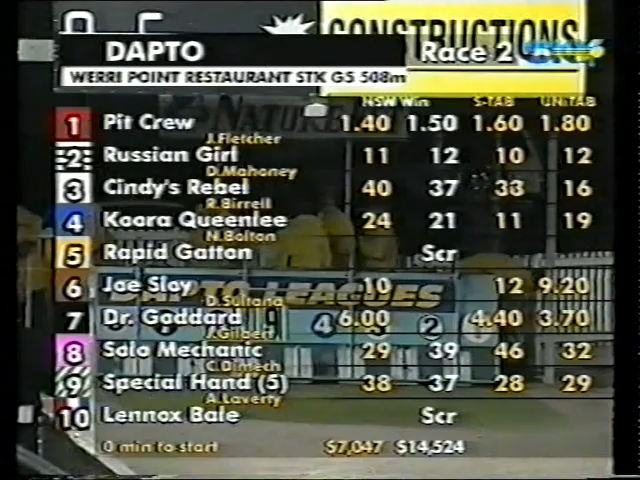 CONSTRUCTIONS
DAPTO Race 2
WERRI POINT RESTAURANT STK G5 508m
NATURE
NSW Win S-TAB UNITAB
1 Pit Crew 1.40 1.50 1.60 1.80
J.Fletcher
2 Russian Girl 11 12 10 12
D.Mahoney
3 Cindy's Rebel 40 37 33 16
R.Birrell
4 Kaara Queenlee 24 21 11 19
N.Bolton
5 Rapid Gatton Scr
6 Jae Slay 10 12 9.20
DAPTO LEAGUES
D.Sultana
7 Dr. Goddard 6.00 4.40 3.70
4 2
J.Gilbert
8 Solo Mechanic 29 39 46 32
C.Dimech
9 Special Hand (5) 38 37 28 29
A.Laverty
10 Lennox Bale Scr
0 min to start $7,047 $14,524